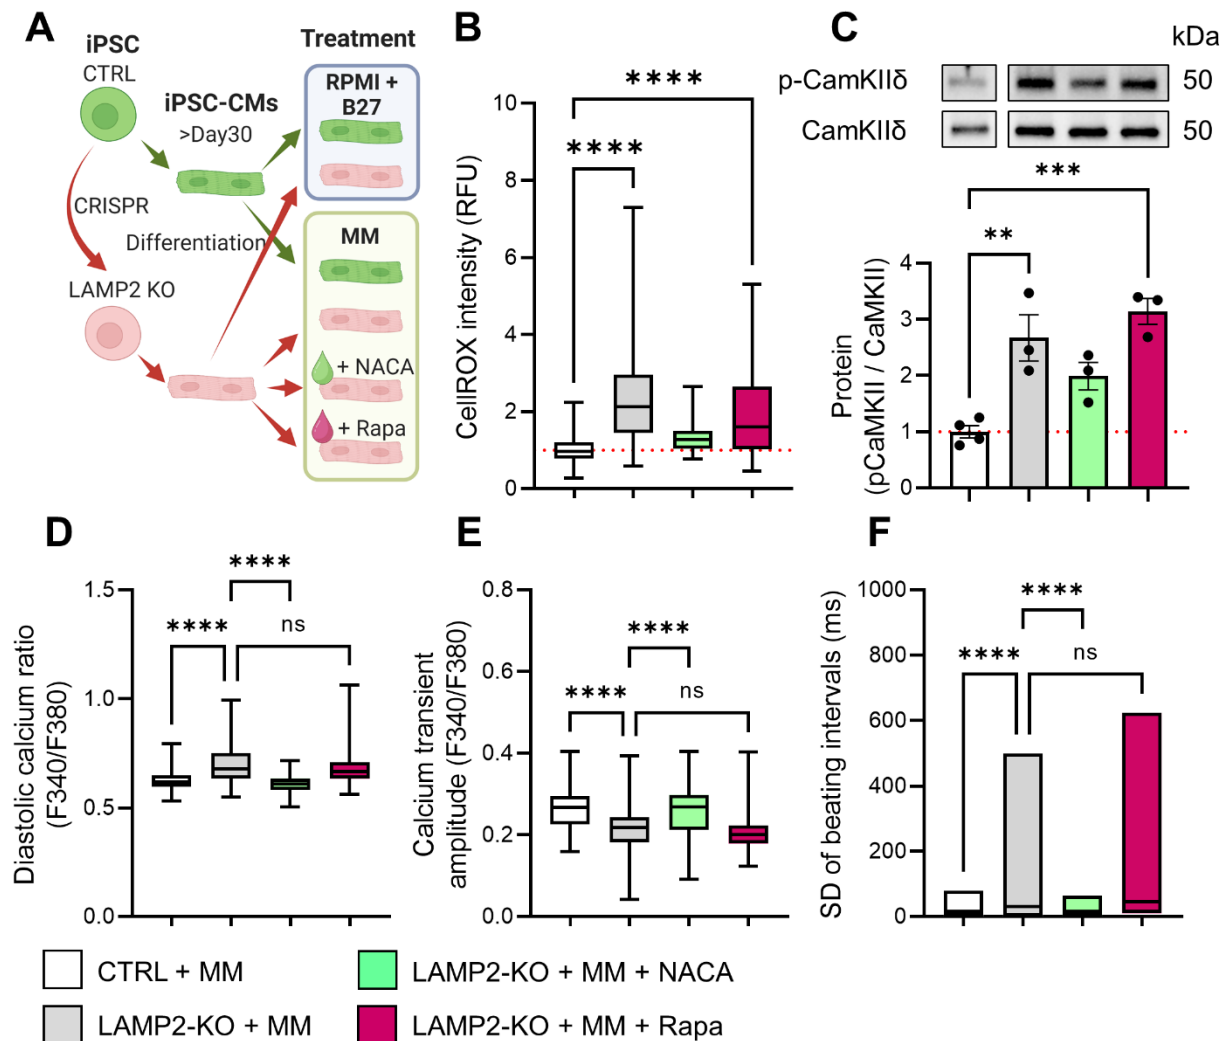 A
iPSC
CTRL
iPSC-CMs
>Day30
CRISPR
Differentiation
LAMP2 KO
Treatment
RPMI +
B27
MM
+ NACA
+ Rapa
B
CellROX intensity (RFU)
10
8
6
4
2
0
****
****
C
kDa
p-CamKIIδ
50
CamKIIδ
50
Protein
(pCaMKII / CaMKII)
4
3
2
1
0
***
**
D
Diastolic calcium ratio
(F340/F380)
1.5
1.0
0.5
0.0
****
****
ns
E
Calcium transient
amplitude (F340/F380)
0.8
0.6
0.4
0.2
0.0
****
****
ns
F
SD of beating intervals (ms)
1000
800
600
400
200
0
****
****
ns
CTRL + MM
LAMP2-KO + MM + NACA
LAMP2-KO + MM
LAMP2-KO + MM + Rapa